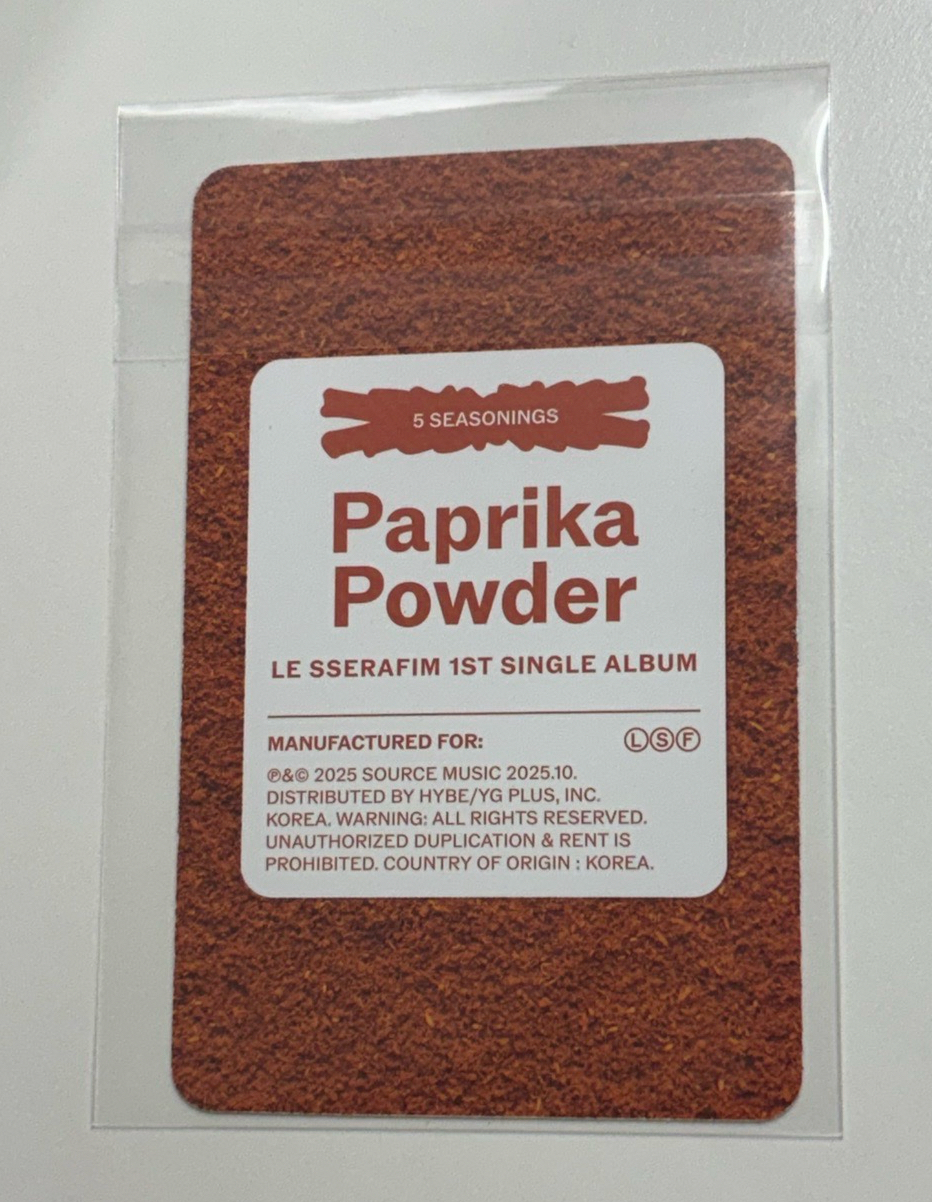 5 SEASONINGS
Paprika
Powder
LE SSERAFIM 1ST SINGLE ALBUM
MANUFACTURED FOR:
ⓁⓈⒻ
℗&© 2025 SOURCE MUSIC 2025.10.
DISTRIBUTED BY HYBE/YG PLUS, INC.
KOREA. WARNING: ALL RIGHTS RESERVED.
UNAUTHORIZED DUPLICATION & RENT IS
PROHIBITED. COUNTRY OF ORIGIN : KOREA.